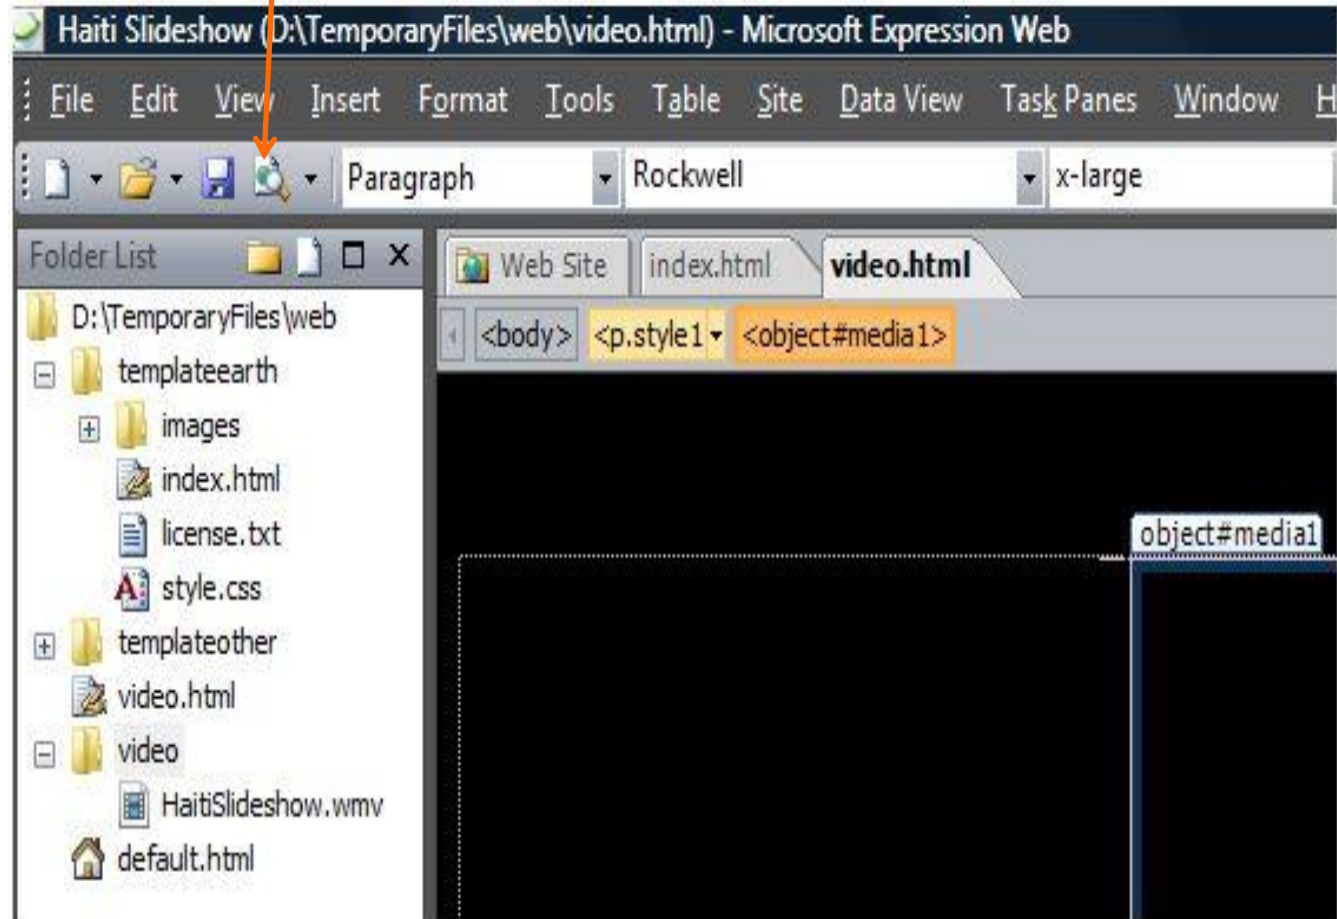 Haiti Slideshow (D:\TemporaryFiles\web\video.html) - Microsoft Expression Web
File Edit View Insert Format Tools Table Site Data View Task Panes Window H
Paragraph Rockwell x-large
Folder List
Web Site index.html video.html
<body> <p.style1 <object#media1>
D:\TemporaryFiles\web
templateearth
images
index.html
license.txt
style.css
templateother
video.html
video
HaitiSlideshow.wmv
default.html
object#media1